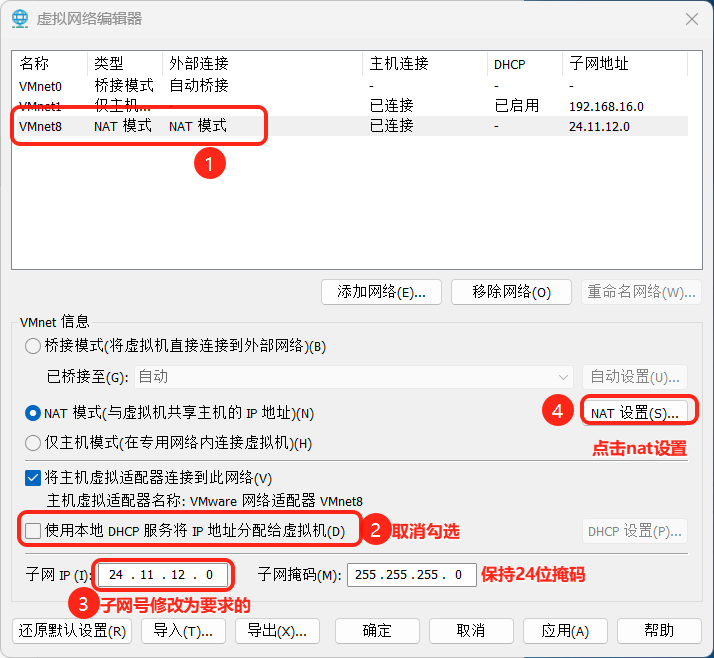 虚拟网络编辑器
名称 类型 外部连接 主机连接 DHCP 子网地址
VMnet0 桥接模式 自动桥接 - - -
VMnet1 仅主机... - 已连接 已启用 192.168.16.0
VMnet8 NAT 模式 NAT 模式 已连接 - 24.11.12.0
1
添加网络(E)... 移除网络(O) 重命名网络(W)...
VMnet 信息
桥接模式(将虚拟机直接连接到外部网络)(B)
已桥接至(G): 自动 自动设置(U)...
NAT 模式(与虚拟机共享主机的 IP 地址)(N) 4 NAT 设置(S)...
仅主机模式(在专用网络内连接虚拟机)(H) 点击nat设置
将主机虚拟适配器连接到此网络(V)
主机虚拟适配器名称: VMware 网络适配器 VMnet8
使用本地 DHCP 服务将 IP 地址分配给虚拟机(D) 2 取消勾选 DHCP 设置(P)...
子网 IP (I): 24 . 11 . 12 . 0 子网掩码(M): 255 . 255 . 255 . 0 保持24位掩码
3 子网号修改为要求的
还原默认设置(R) 导入(T)... 导出(X)... 确定 取消 应用(A) 帮助